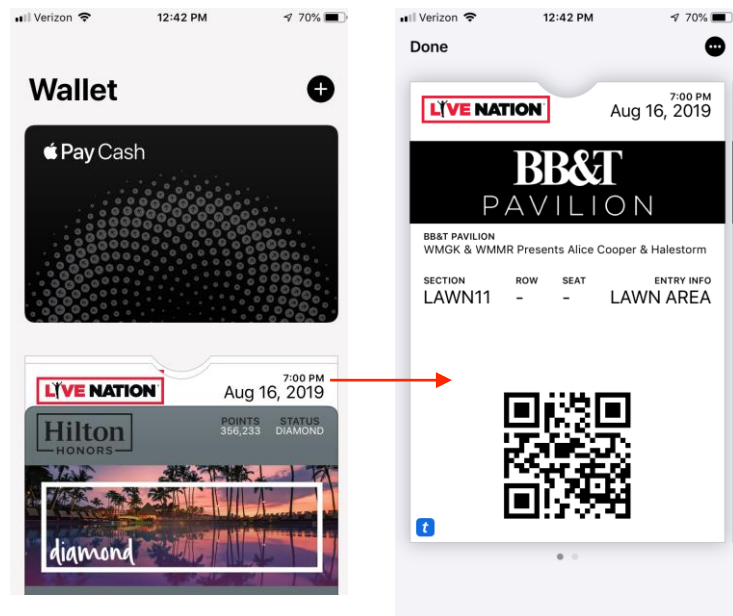 Verizon 12:42 PM 70%
Wallet
Pay Cash
LIVE NATION
7:00 PM
Aug 16, 2019
Hilton
HONORS
POINTS STATUS
356,233 DIAMOND
diamond
Verizon 12:42 PM 70%
Done
LIVE NATION
7:00 PM
Aug 16, 2019
BB&T
PAVILION
BB&T PAVILION
WMGK & WMMR Presents Alice Cooper & Halestorm
SECTION ROW SEAT ENTRY INFO
LAWN11 - - LAWN AREA
t